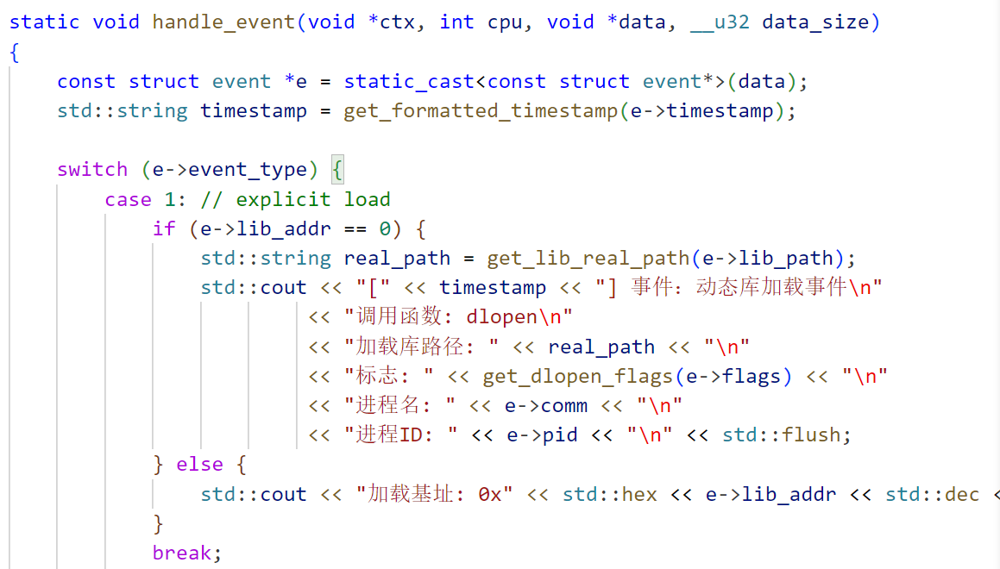 static void handle_event(void *ctx, int cpu, void *data, __u32 data_size)
{
    const struct event *e = static_cast<const struct event*>(data);
    std::string timestamp = get_formatted_timestamp(e->timestamp);

    switch (e->event_type) {
        case 1: // explicit load
            if (e->lib_addr == 0) {
                std::string real_path = get_lib_real_path(e->lib_path);
                std::cout << "[" << timestamp << "] 事件: 动态库加载事件\n"
                         << "调用函数: dlopen\n"
                         << "加载库路径: " << real_path << "\n"
                         << "标志: " << get_dlopen_flags(e->flags) << "\n"
                         << "进程名: " << e->comm << "\n"
                         << "进程ID: " << e->pid << "\n" << std::flush;
            } else {
                std::cout << "加载基址: 0x" << std::hex << e->lib_addr << std::dec <
            }
            break;